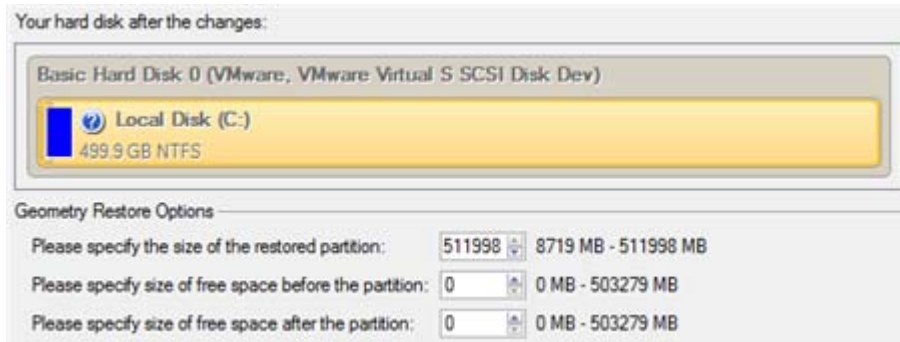 Your hard disk after the changes:
Basic Hard Disk 0 (VMware, VMware Virtual S SCSI Disk Dev)
Local Disk (C:)
499.9 GB NTFS
Geometry Restore Options
Please specify the size of the restored partition: 511998 8719 MB - 511998 MB
Please specify size of free space before the partition: 0 0 MB - 503279 MB
Please specify size of free space after the partition: 0 0 MB - 503279 MB